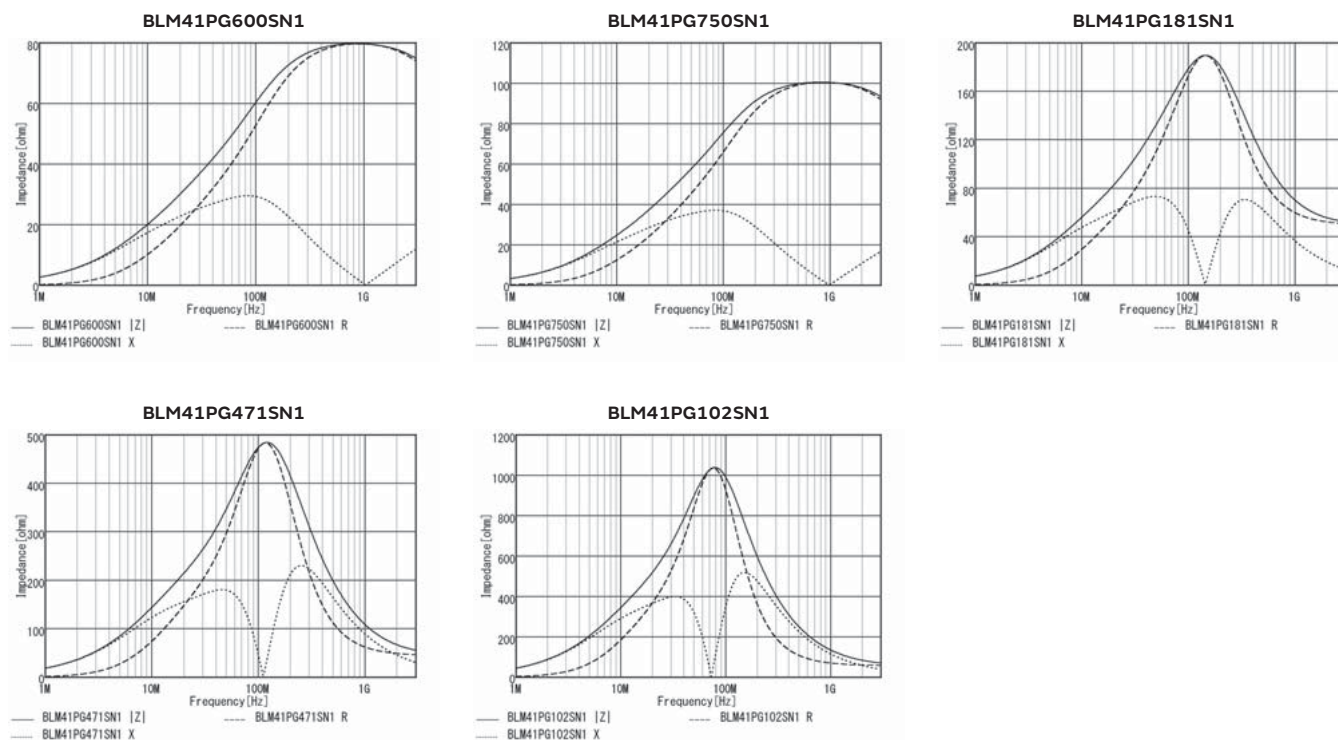 BLM41PG600SN1
80
60
40
20
0
Impedance[ohm]
1M 10M 100M 1G
Frequency[Hz]
BLM41PG600SN1 |Z| BLM41PG600SN1 R
BLM41PG600SN1 X
BLM41PG750SN1
120
100
80
60
40
20
0
Impedance[ohm]
1M 10M 100M 1G
Frequency[Hz]
BLM41PG750SN1 |Z| BLM41PG750SN1 R
BLM41PG750SN1 X
BLM41PG181SN1
200
160
120
80
40
0
Impedance[ohm]
1M 10M 100M 1G
Frequency[Hz]
BLM41PG181SN1 |Z| BLM41PG181SN1 R
BLM41PG181SN1 X
BLM41PG471SN1
500
400
300
200
100
0
Impedance[ohm]
1M 10M 100M 1G
Frequency[Hz]
BLM41PG471SN1 |Z| BLM41PG471SN1 R
BLM41PG471SN1 X
BLM41PG102SN1
1200
1000
800
600
400
200
0
Impedance[ohm]
1M 10M 100M 1G
Frequency[Hz]
BLM41PG102SN1 |Z| BLM41PG102SN1 R
BLM41PG102SN1 X